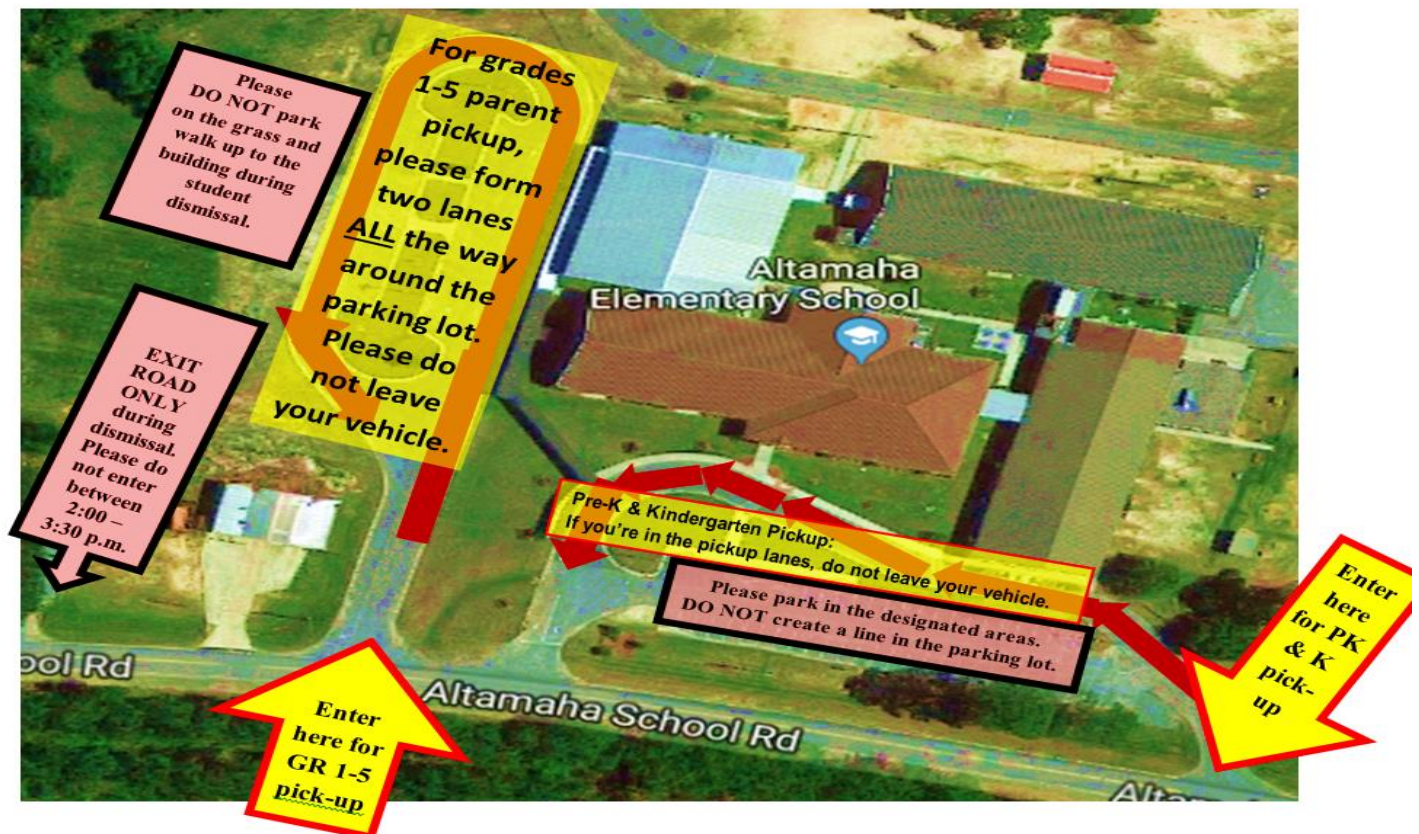 Please
DO NOT park
on the grass and
walk up to the
building during
student
dismissal.
For grades
1-5 parent
pickup,
please form
two lanes
ALL the way
around the
parking lot.
Please do
not leave
your vehicle.
Altamaha
Elementary School
EXIT
ROAD
ONLY
during
dismissal.
Please do
not enter
between
2:00 –
3:30 p.m.
Pre-K & Kindergarten Pickup:
If you're in the pickup lanes, do not leave your vehicle.
Please park in the designated areas.
DO NOT create a line in the parking lot.
Enter
here
for PK
& K
pick-
up
ool Rd
Altamaha School Rd
Enter
here for
GR 1-5
pick-up
Alta